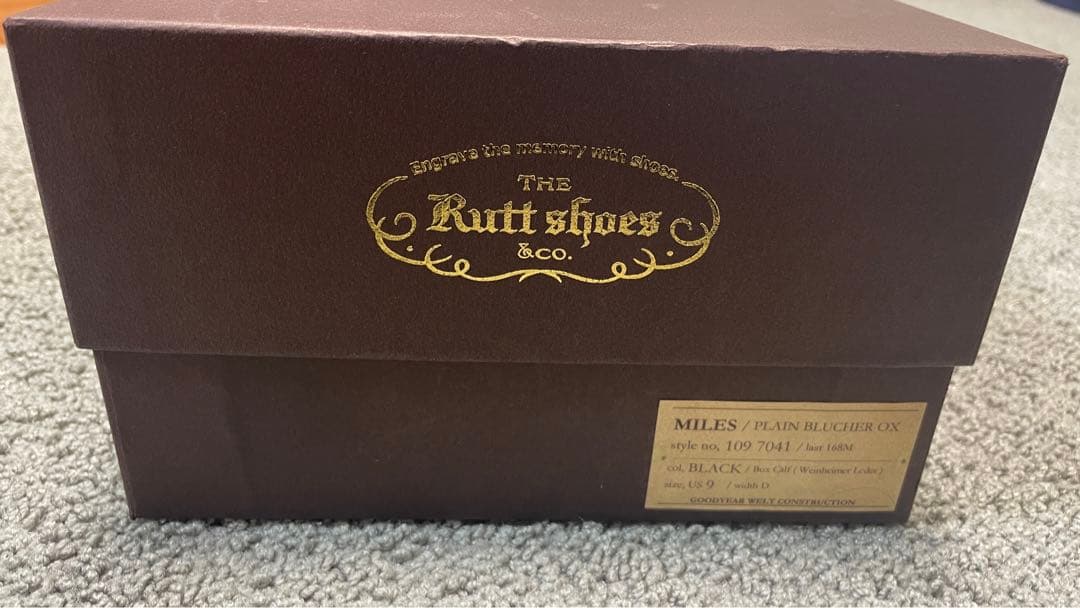 Engrave the memory with shoes.
THE
Rutt shoes
&CO.
MILES / PLAIN BLUCHER OX
style no, 109 7041 / last 168M
col, BLACK / Box Calf ( Weinheimer Leder )
size, US 9 / width D
GOODYEAR WELT CONSTRUCTION